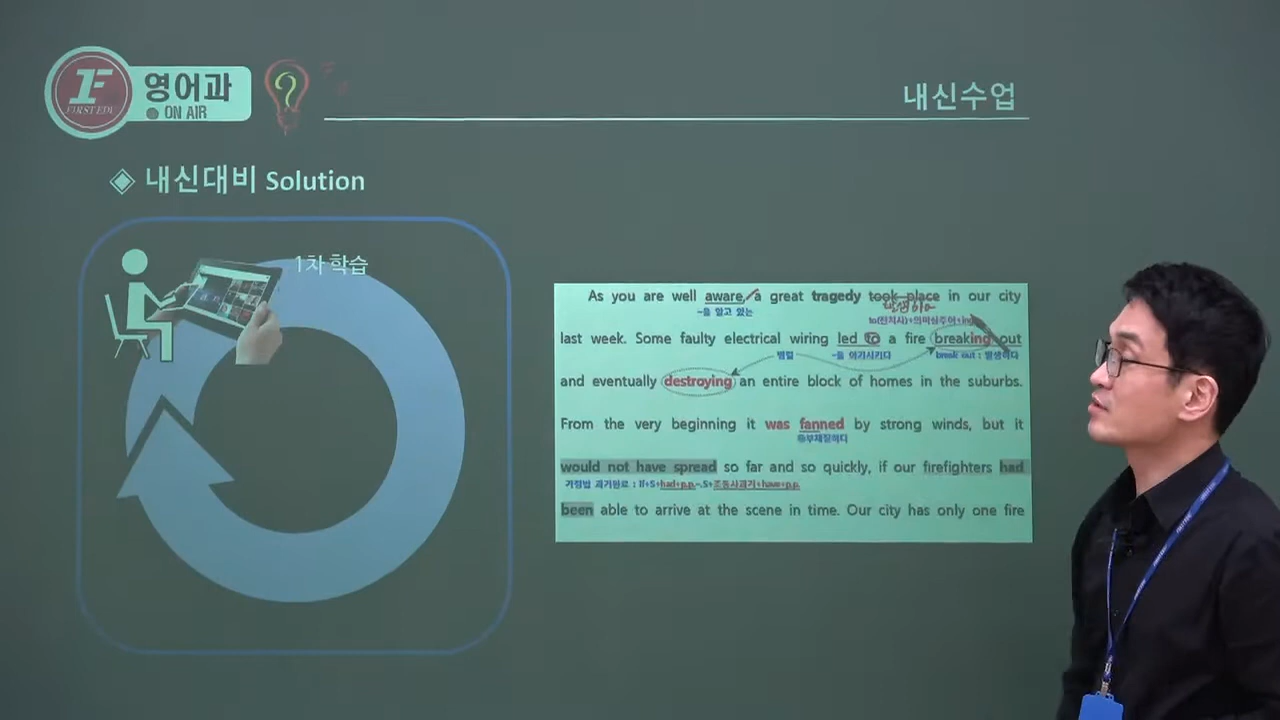 1F
FIRST EDU
영어과
ON AIR
?
내신수업
내신대비 Solution
1차 학습
As you are well aware, a great tragedy took place in our city
~을 알고 있는
발생하다
to(전치사)+의미상주어+ing
last week. Some faulty electrical wiring led to a fire breaking out
병렬 ~을 야기시키다 break out : 발생하다
and eventually destroying an entire block of homes in the suburbs.
From the very beginning it was fanned by strong winds, but it
부채질하다
would not have spread so far and so quickly, if our firefighters had
가정법 과거완료 : If+S+had+p.p.~, S+조동사과거+have+p.p.
been able to arrive at the scene in time. Our city has only one fire